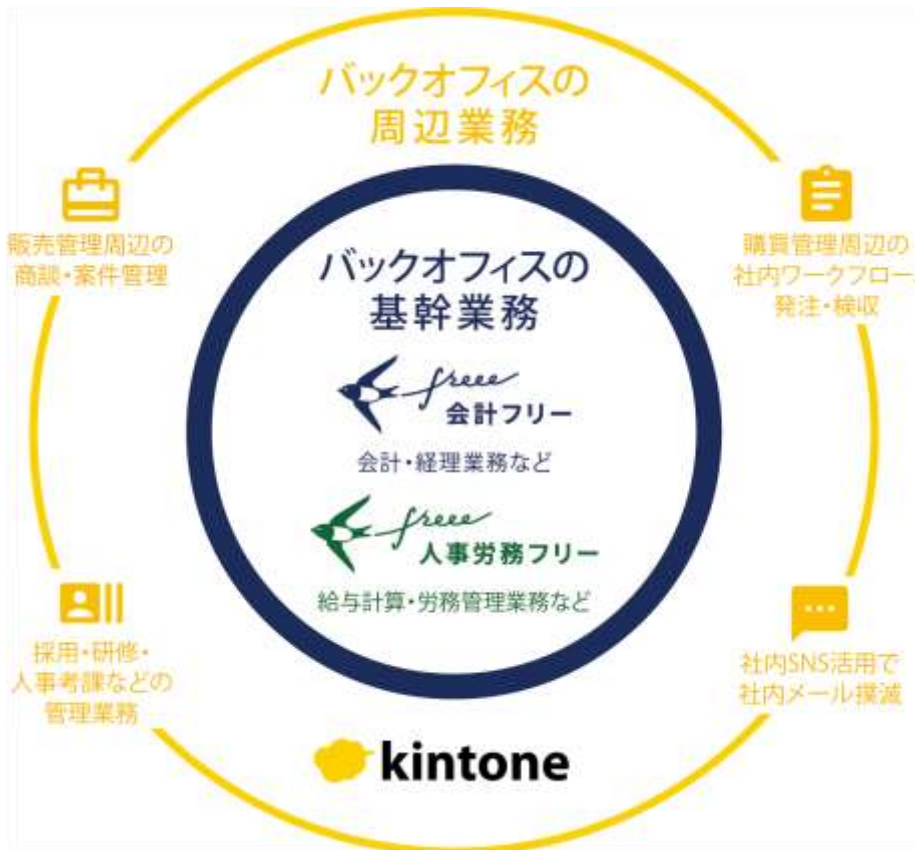 バックオフィスの
周辺業務
販売管理周辺の
商談・案件管理
購買管理周辺の
社内ワークフロー、
発注・検収
バックオフィスの
基幹業務
freee
会計フリー
会計・経理業務など
freee
人事労務フリー
給与計算・労務管理業務など
採用・研修・
人事考課などの
管理業務
社内SNS活用で
社内メール撲滅
kintone